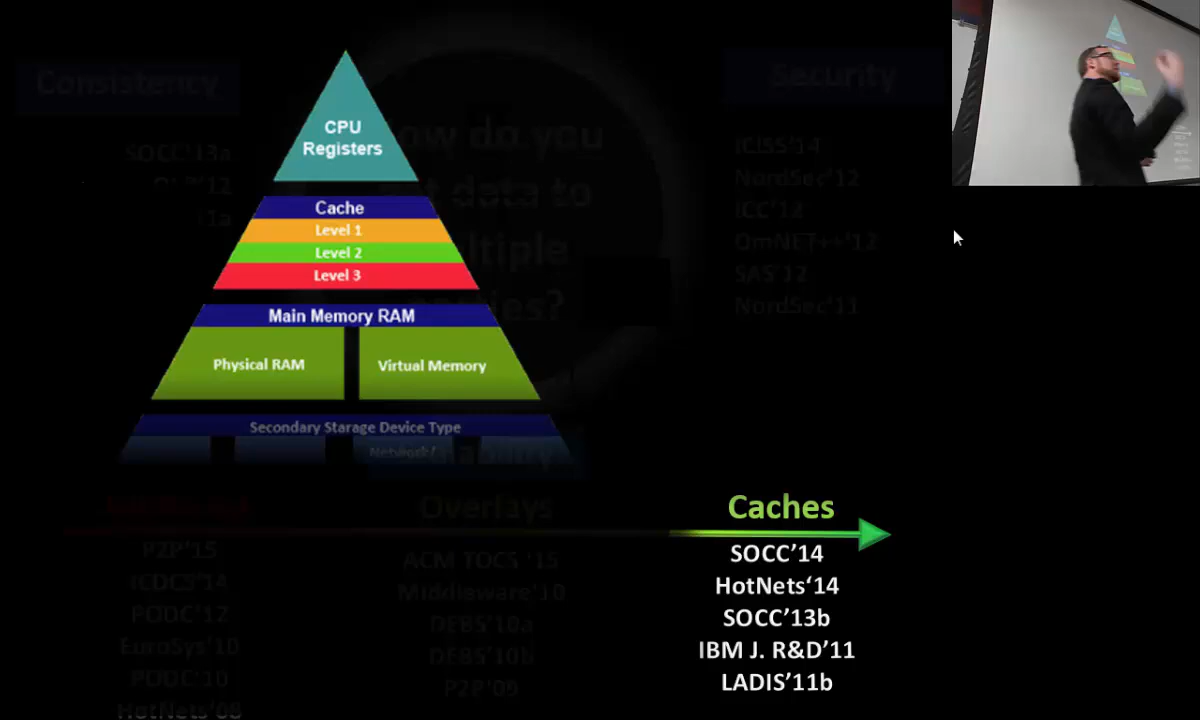 Consistency
SOCC'13a
'12
11a
How do you
get data to
multiple
parties?
Security
ICISS'14
NordSec'12
ICC'12
OmNET++'12
SAS'12
NordSec'11
CPU
Registers
Cache
Level 1
Level 2
Level 3
Main Memory RAM
Physical RAM
Virtual Memory
Secondary Starage Device Type
Network/
Overlays
ACM TOCS '15
Middleware'10
DEBS'10a
DEBS'10b
P2P'09
P2P'15
ICDCS'14
PODC'12
EuroSys'10
PODC'10
HotNets'08
Caches
SOCC'14
HotNets‘14
SOCC'13b
IBM J. R&D'11
LADIS'11b